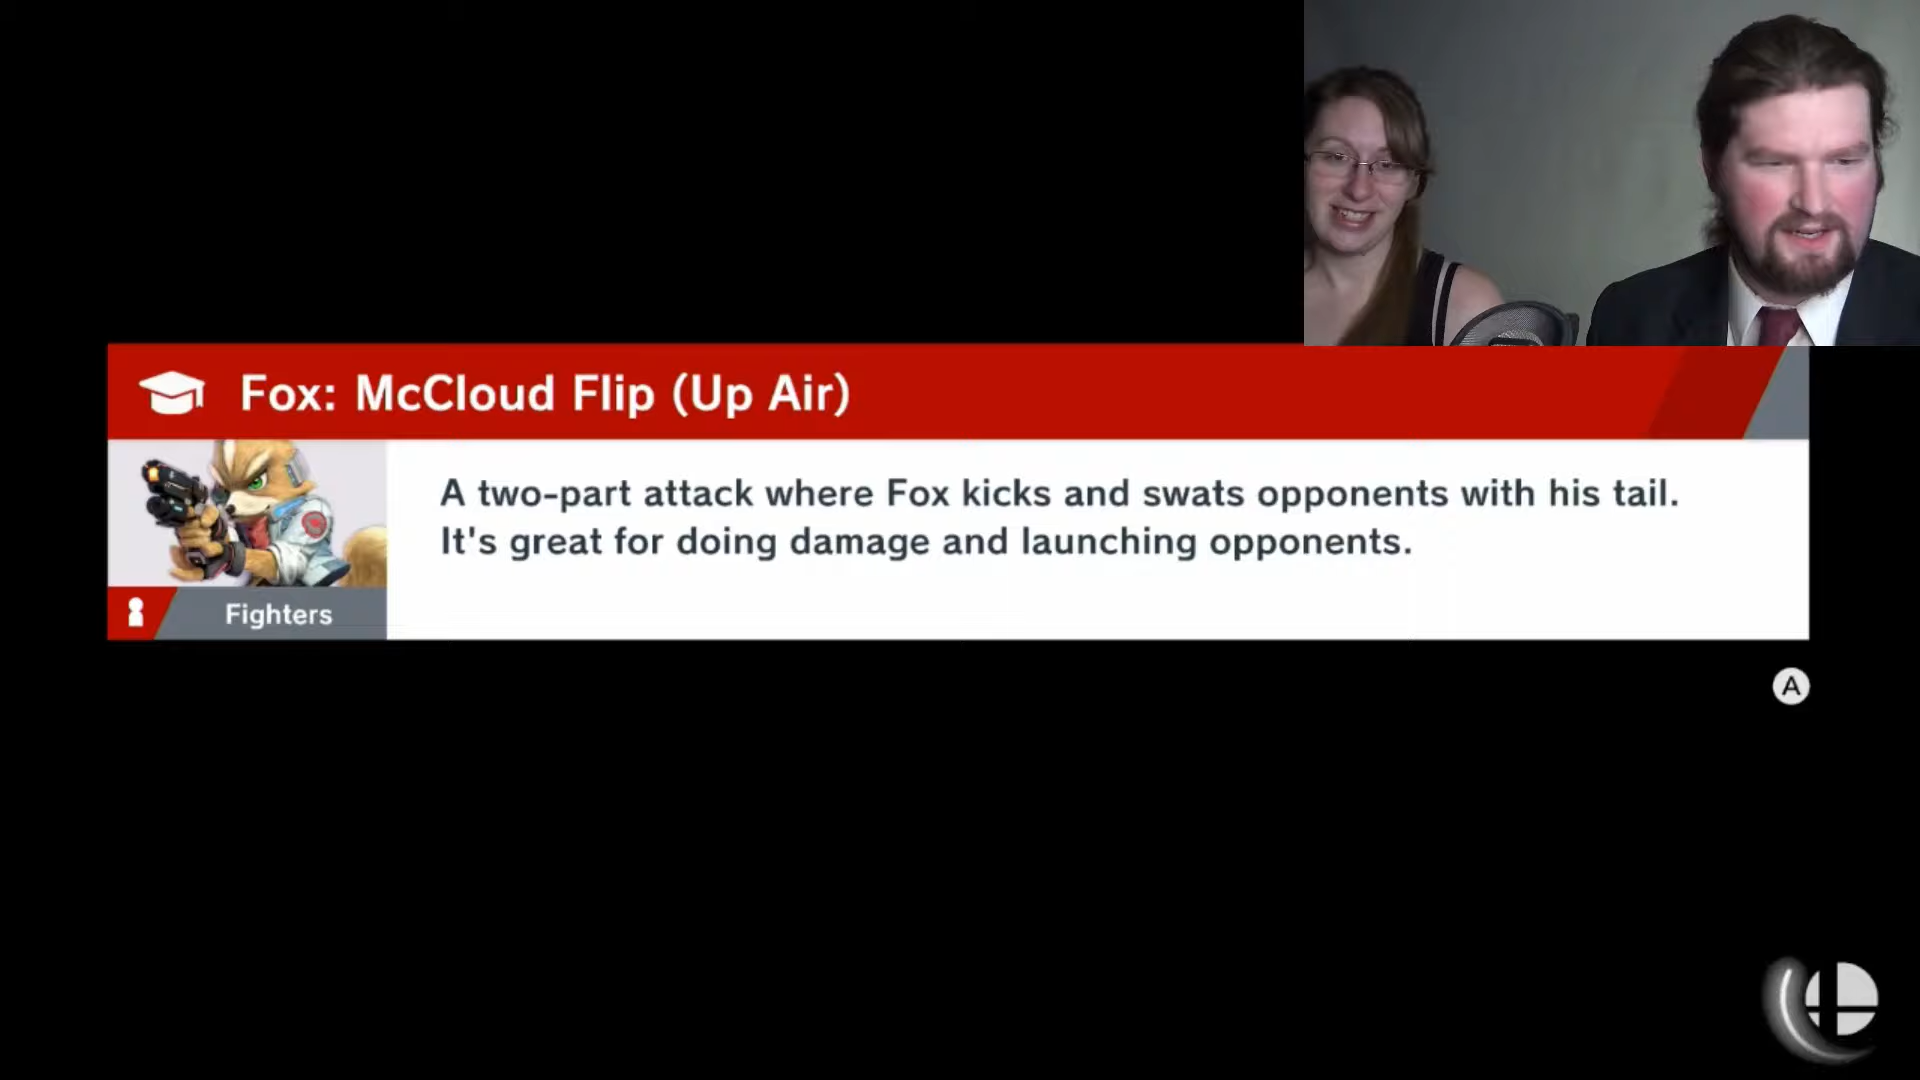 Fox: McCloud Flip (Up Air)
A two-part attack where Fox kicks and swats opponents with his tail.
It's great for doing damage and launching opponents.
Fighters
A